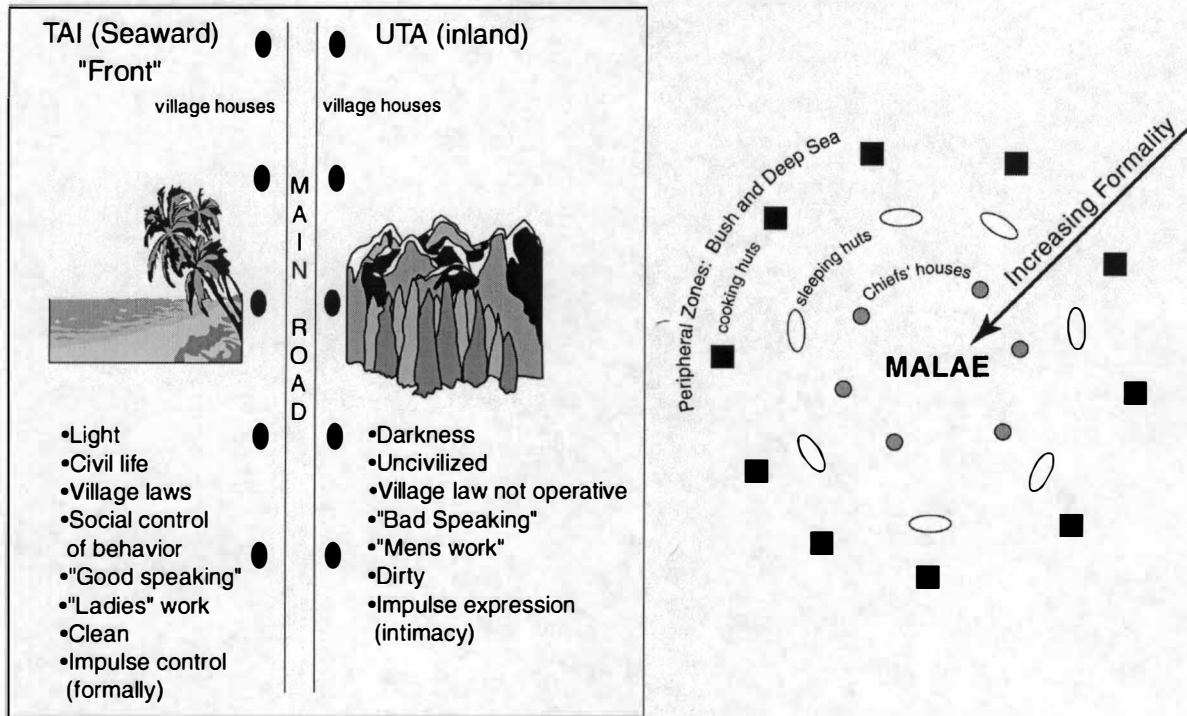 TAI (Seaward)
"Front"
village houses
UTA (inland)
village houses
MAIN ROAD
•Light
•Civil life
•Village laws
•Social control
of behavior
•"Good speaking"
•"Ladies" work
•Clean
•Impulse control
(formally)
•Darkness
•Uncivilized
•Village law not operative
•"Bad Speaking"
•"Mens work"
•Dirty
•Impulse expression
(intimacy)
Peripheral Zones: Bush and Deep Sea
cooking huts
sleeping huts
Chiefs' houses
Increasing Formality
MALAE